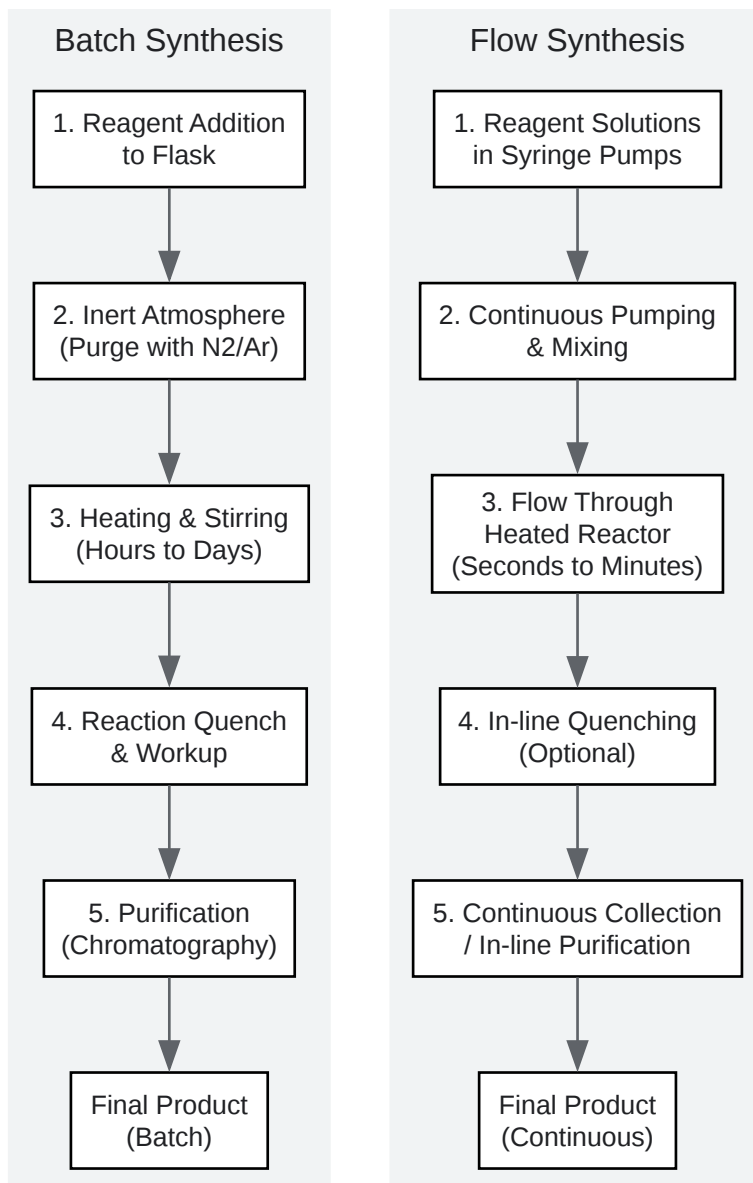 Batch Synthesis
1. Reagent Addition
to Flask
2. Inert Atmosphere
(Purge with N2/Ar)
3. Heating & Stirring
(Hours to Days)
4. Reaction Quench
& Workup
5. Purification
(Chromatography)
Final Product
(Batch)
Flow Synthesis
1. Reagent Solutions
in Syringe Pumps
2. Continuous Pumping
& Mixing
3. Flow Through
Heated Reactor
(Seconds to Minutes)
4. In-line Quenching
(Optional)
5. Continuous Collection
/ In-line Purification
Final Product
(Continuous)